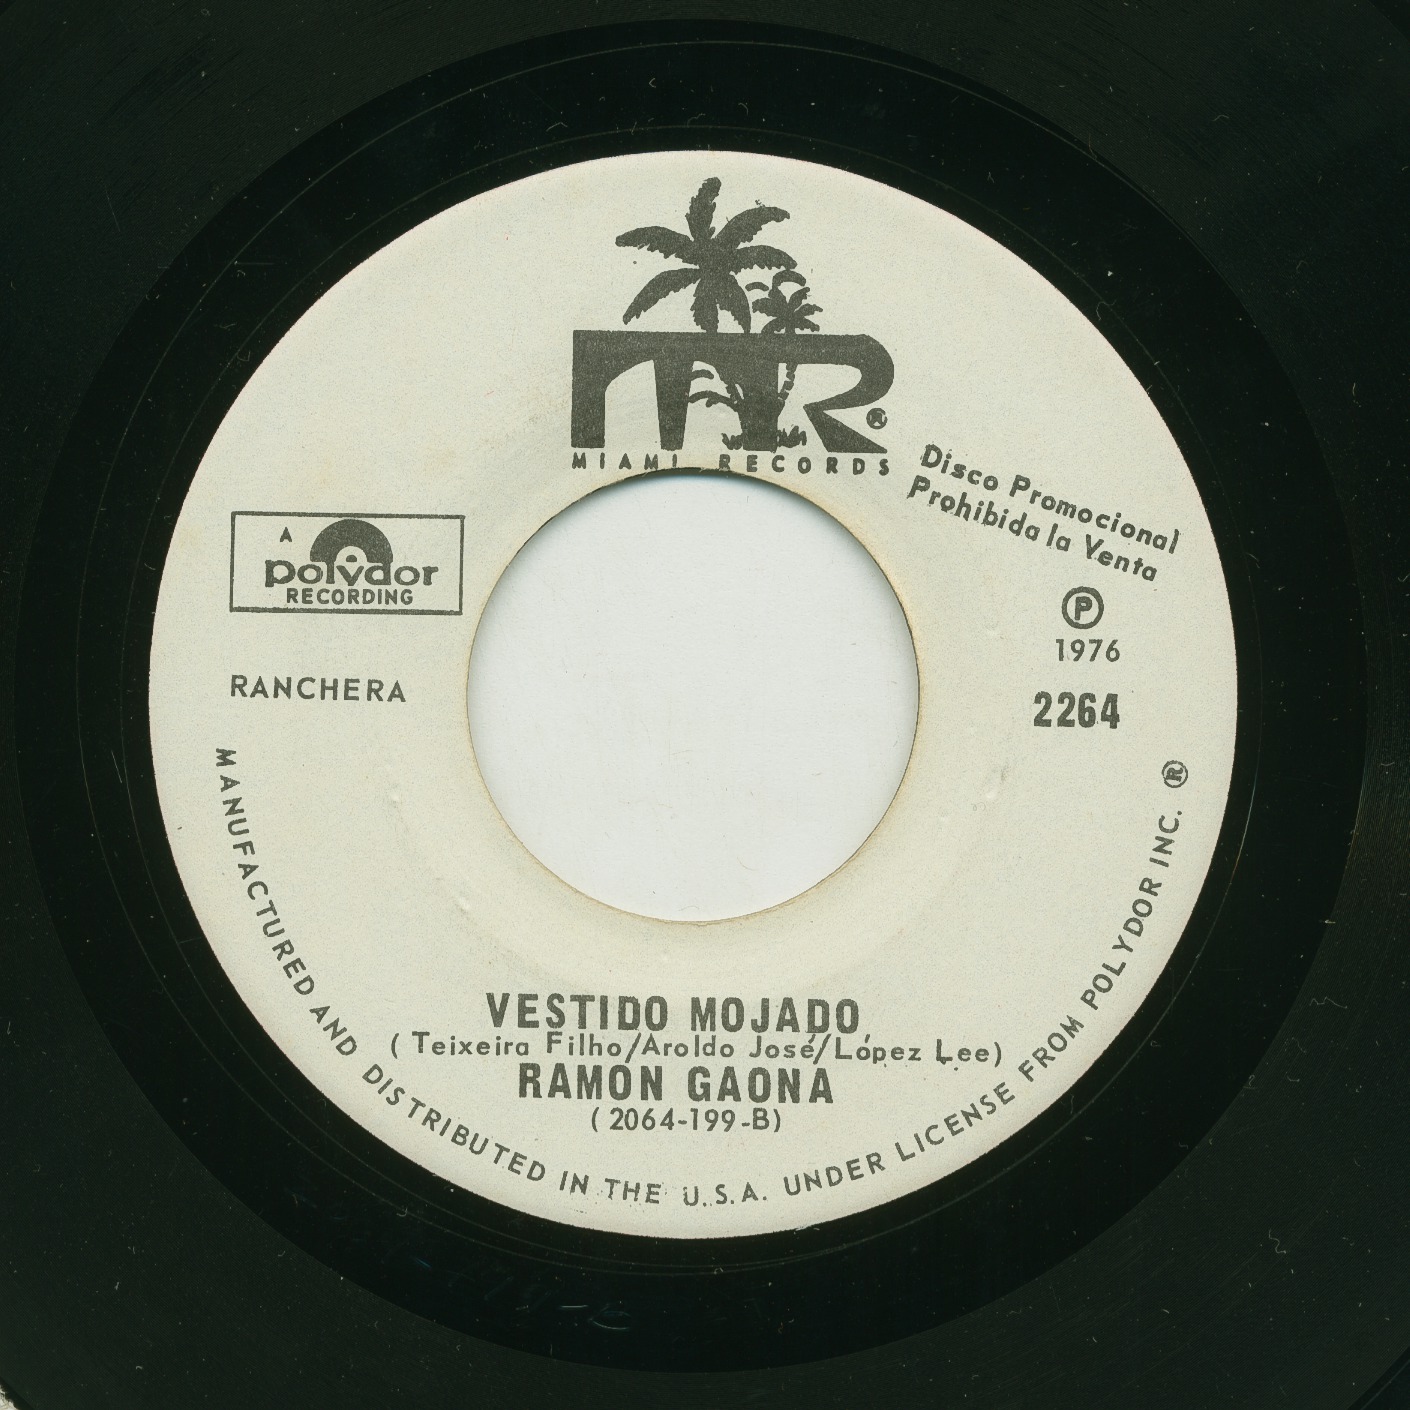 MR ®
MIAMI RECORDS
Disco Promocional
Prohibida la Venta
A
polydor
RECORDING
Ⓟ
1976
RANCHERA
2264
VESTIDO MOJADO
( Teixeira Filho/Aroldo José/López Lee)
RAMON GAONA
( 2064-199-B)
MANUFACTURED AND DISTRIBUTED IN THE U.S.A. UNDER LICENSE FROM POLYDOR INC. ®